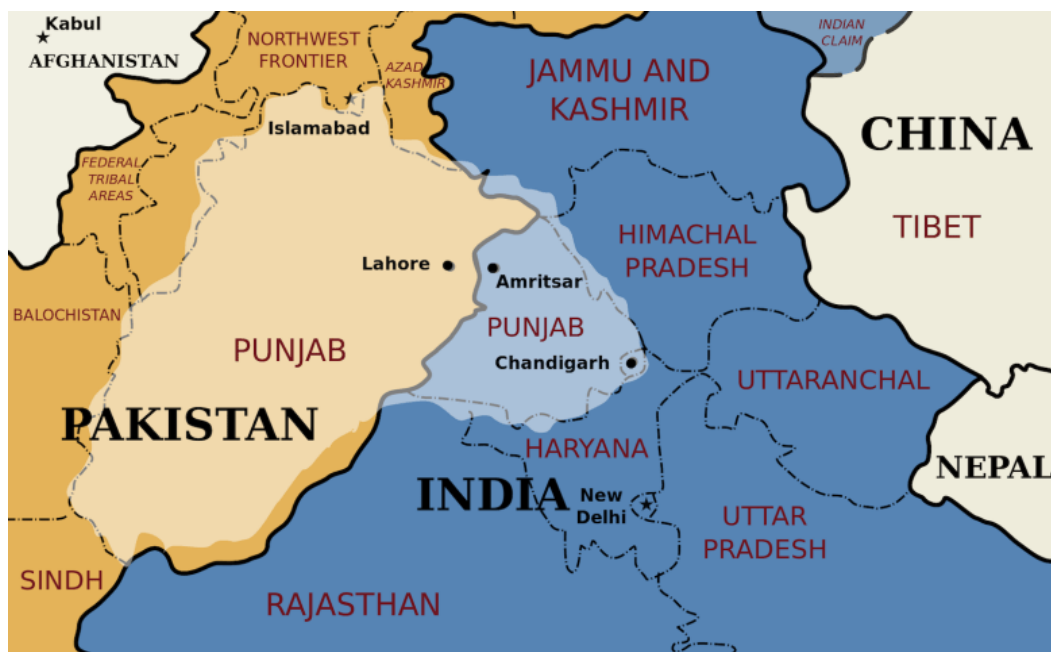 Kabul
AFGHANISTAN
NORTHWEST
FRONTIER
AZAD
KASHMIR
JAMMU AND
KASHMIR
INDIAN
CLAIM
CHINA
TIBET
Islamabad
FEDERAL
TRIBAL
AREAS
HIMACHAL
PRADESH
Lahore
Amritsar
BALOCHISTAN
PUNJAB
PUNJAB
Chandigarh
UTTARANCHAL
PAKISTAN
HARYANA
NEPAL
INDIA
New
Delhi
UTTAR
PRADESH
SINDH
RAJASTHAN